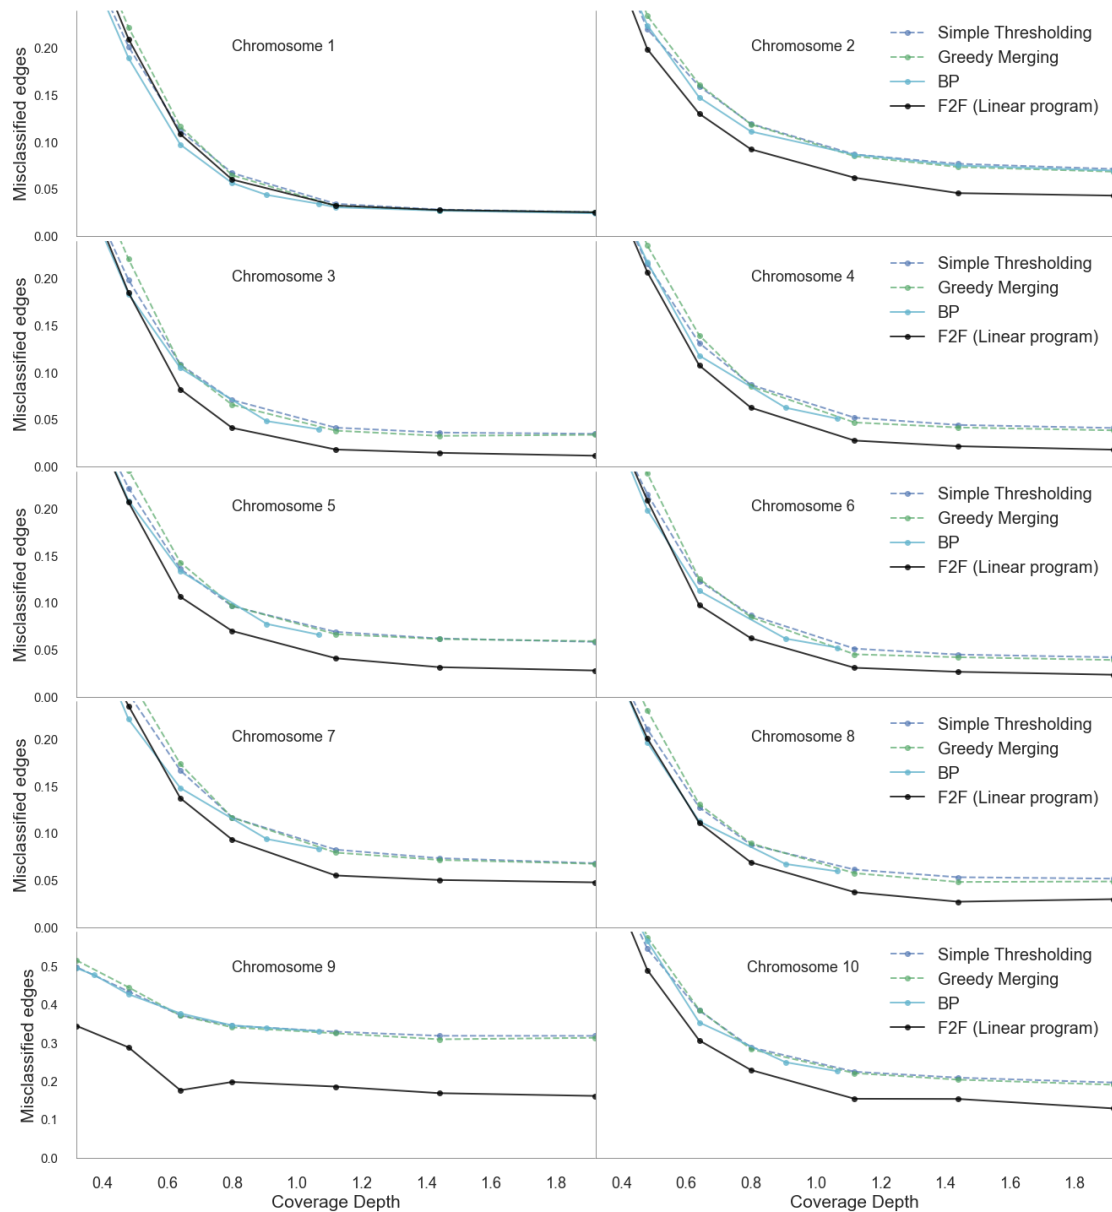 Chromosome 1
Misclassified edges
0.20
0.15
0.10
0.05
0.00
Chromosome 2
Simple Thresholding
Greedy Merging
BP
F2F (Linear program)
Chromosome 3
Misclassified edges
0.20
0.15
0.10
0.05
0.00
Chromosome 4
Simple Thresholding
Greedy Merging
BP
F2F (Linear program)
Chromosome 5
Misclassified edges
0.20
0.15
0.10
0.05
0.00
Chromosome 6
Simple Thresholding
Greedy Merging
BP
F2F (Linear program)
Chromosome 7
Misclassified edges
0.20
0.15
0.10
0.05
0.00
Chromosome 8
Simple Thresholding
Greedy Merging
BP
F2F (Linear program)
Chromosome 9
Misclassified edges
0.5
0.4
0.3
0.2
0.1
0.0
Chromosome 10
Simple Thresholding
Greedy Merging
BP
F2F (Linear program)
0.4 0.6 0.8 1.0 1.2 1.4 1.6 1.8
Coverage Depth
0.4 0.6 0.8 1.0 1.2 1.4 1.6 1.8
Coverage Depth